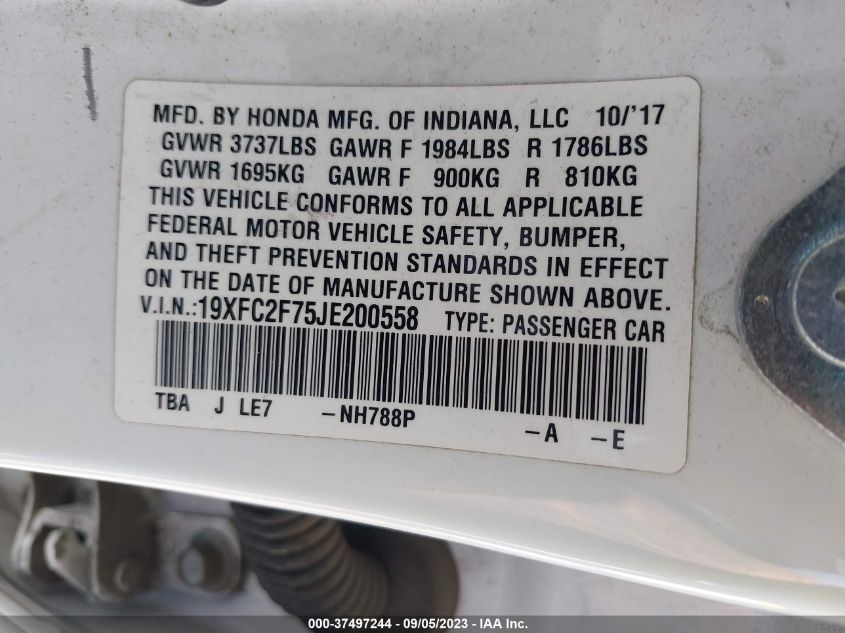 MFD. BY HONDA MFG. OF INDIANA, LLC 10/'17
GVWR 3737LBS GAWR F 1984LBS R 1786LBS
GVWR 1695KG GAWR F 900KG R 810KG
THIS VEHICLE CONFORMS TO ALL APPLICABLE
FEDERAL MOTOR VEHICLE SAFETY, BUMPER,
AND THEFT PREVENTION STANDARDS IN EFFECT
ON THE DATE OF MANUFACTURE SHOWN ABOVE.
V.I.N.:19XFC2F75JE200558 TYPE: PASSENGER CAR
TBA J LE7 -NH788P -A -E
000-37497244 - 09/05/2023 - IAA Inc.